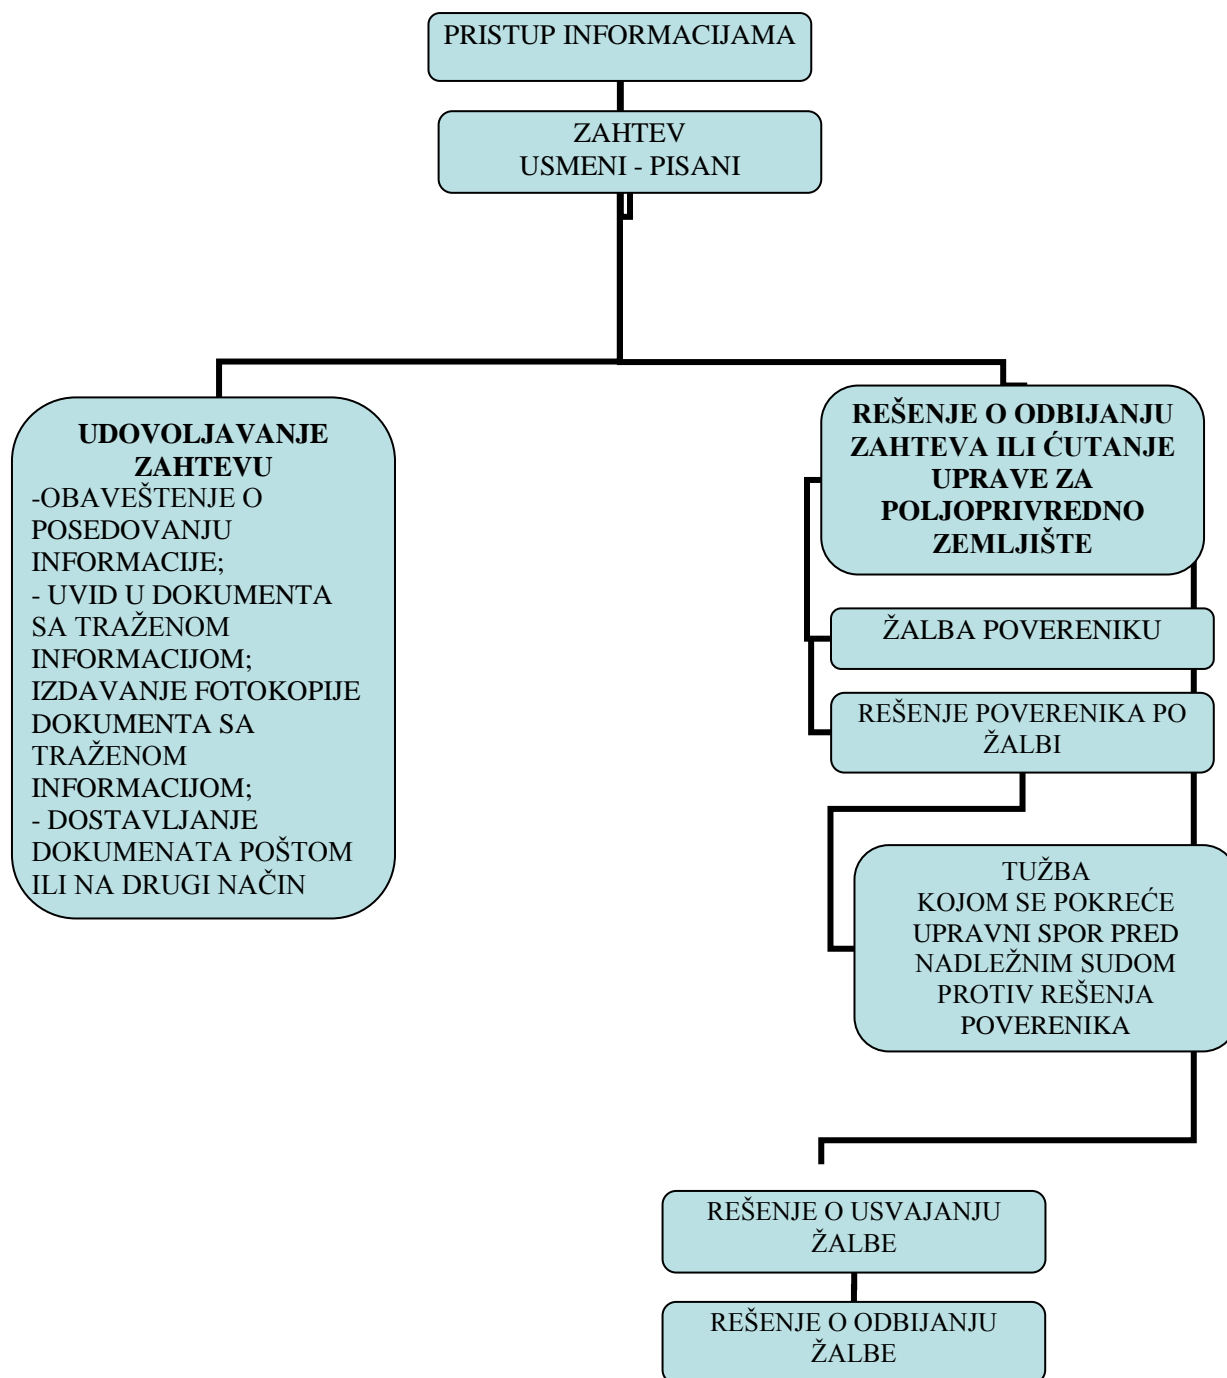 PRISTUP INFORMACIJAMA
ZAHTEV
USMENI - PISANI
UDOVOLJAVANJE
ZAHTEVU
-OBAVEŠTENJE O
POSEDOVANJU
INFORMACIJE;
- UVID U DOKUMENTA
SA TRAŽENOM
INFORMACIJOM;
IZDAVANJE FOTOKOPIJE
DOKUMENTA SA
TRAŽENOM
INFORMACIJOM;
- DOSTAVLJANJE
DOKUMENATA POŠTOM
ILI NA DRUGI NAČIN
REŠENJE O ODBIJANJU
ZAHTEVA ILI ĆUTANJE
UPRAVE ZA
POLJOPRIVREDNO
ZEMLJIŠTE
ŽALBA POVERENIKU
REŠENJE POVERENIKA PO
ŽALBI
TUŽBA
KOJOM SE POKREĆE
UPRAVNI SPOR PRED
NADLEŽNIM SUDOM
PROTIV REŠENJA
POVERENIKA
REŠENJE O USVAJANJU
ŽALBE
REŠENJE O ODBIJANJU
ŽALBE